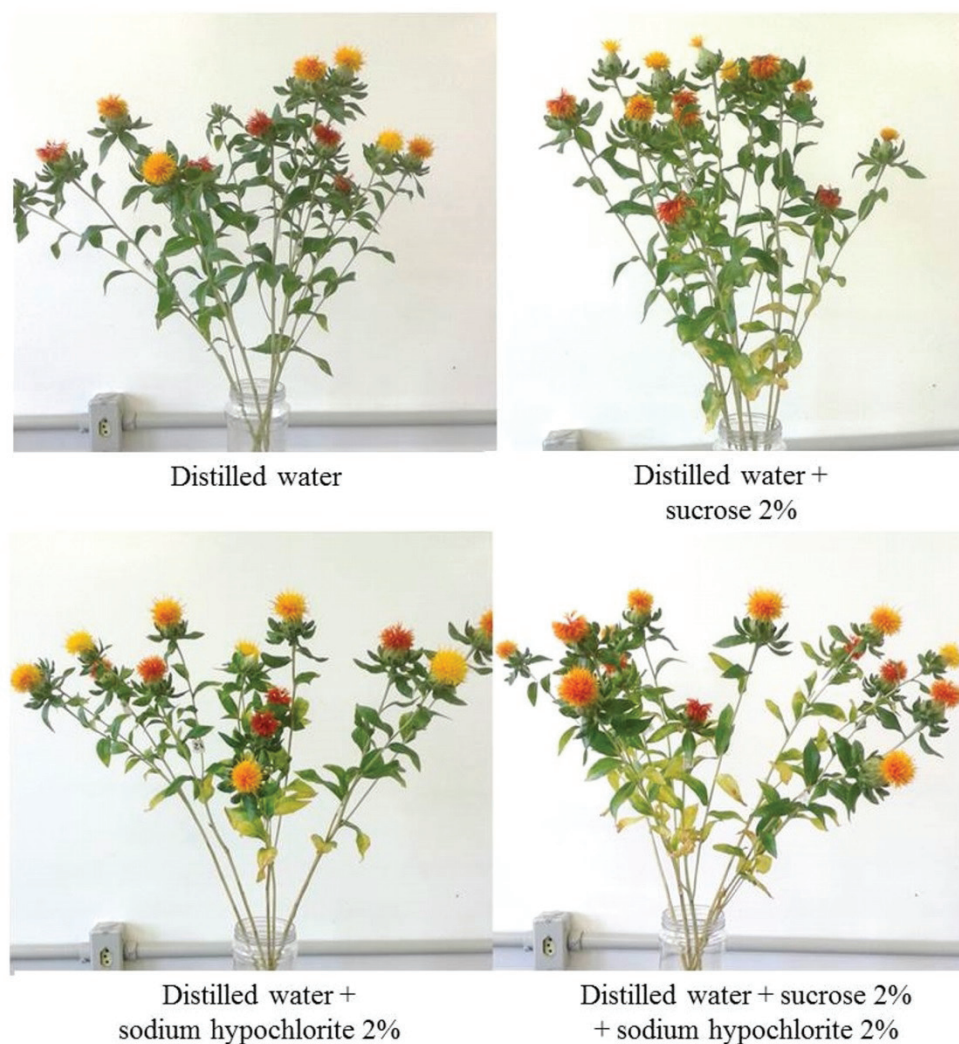 Distilled water
Distilled water +
sucrose 2%
Distilled water +
sodium hypochlorite 2%
Distilled water + sucrose 2%
+ sodium hypochlorite 2%